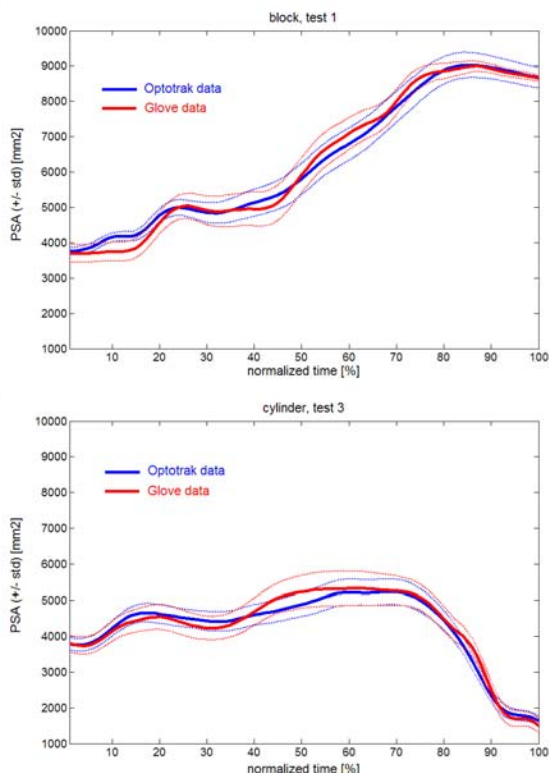 block, test 1
10000
9000
8000
7000
6000
5000
4000
3000
2000
1000
PSA (+/- std) [mm2]
Optotrak data
Glove data
10 20 30 40 50 60 70 80 90 100
normalized time [%]
cylinder, test 3
10000
9000
8000
7000
6000
5000
4000
3000
2000
1000
PSA (+/- std) [mm2]
Optotrak data
Glove data
10 20 30 40 50 60 70 80 90 100
normalized time [%]